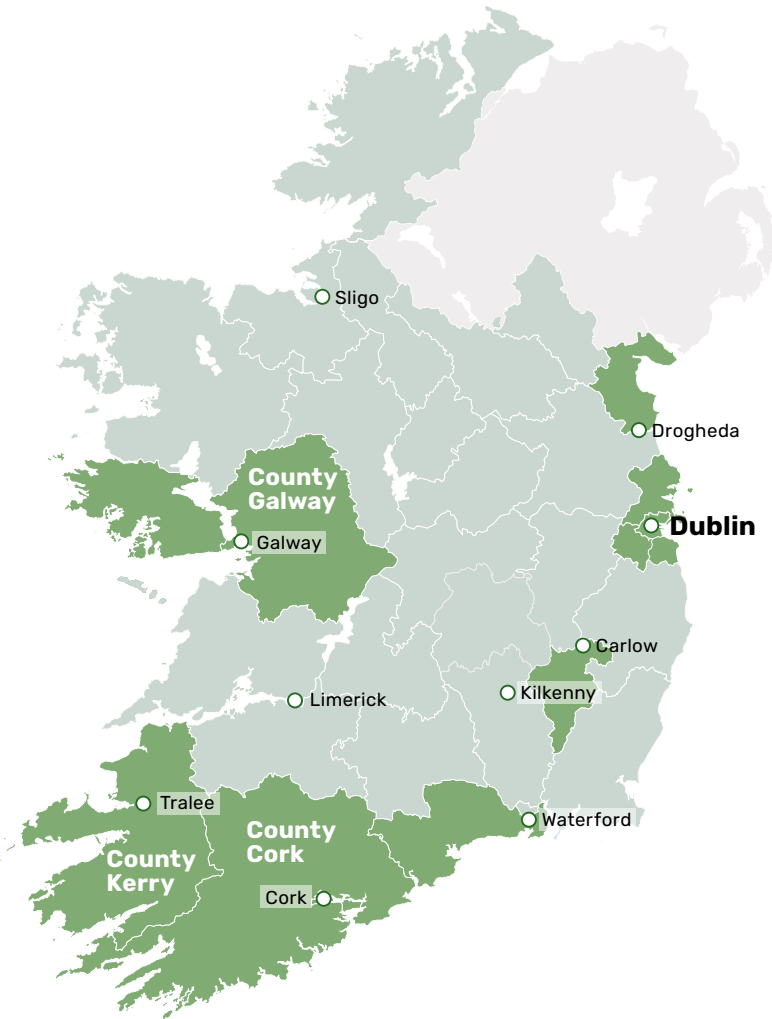 Sligo
Drogheda
County
Galway
Dublin
Galway
Carlow
Kilkenny
Limerick
Tralee
Waterford
County
Cork
County
Kerry
Cork